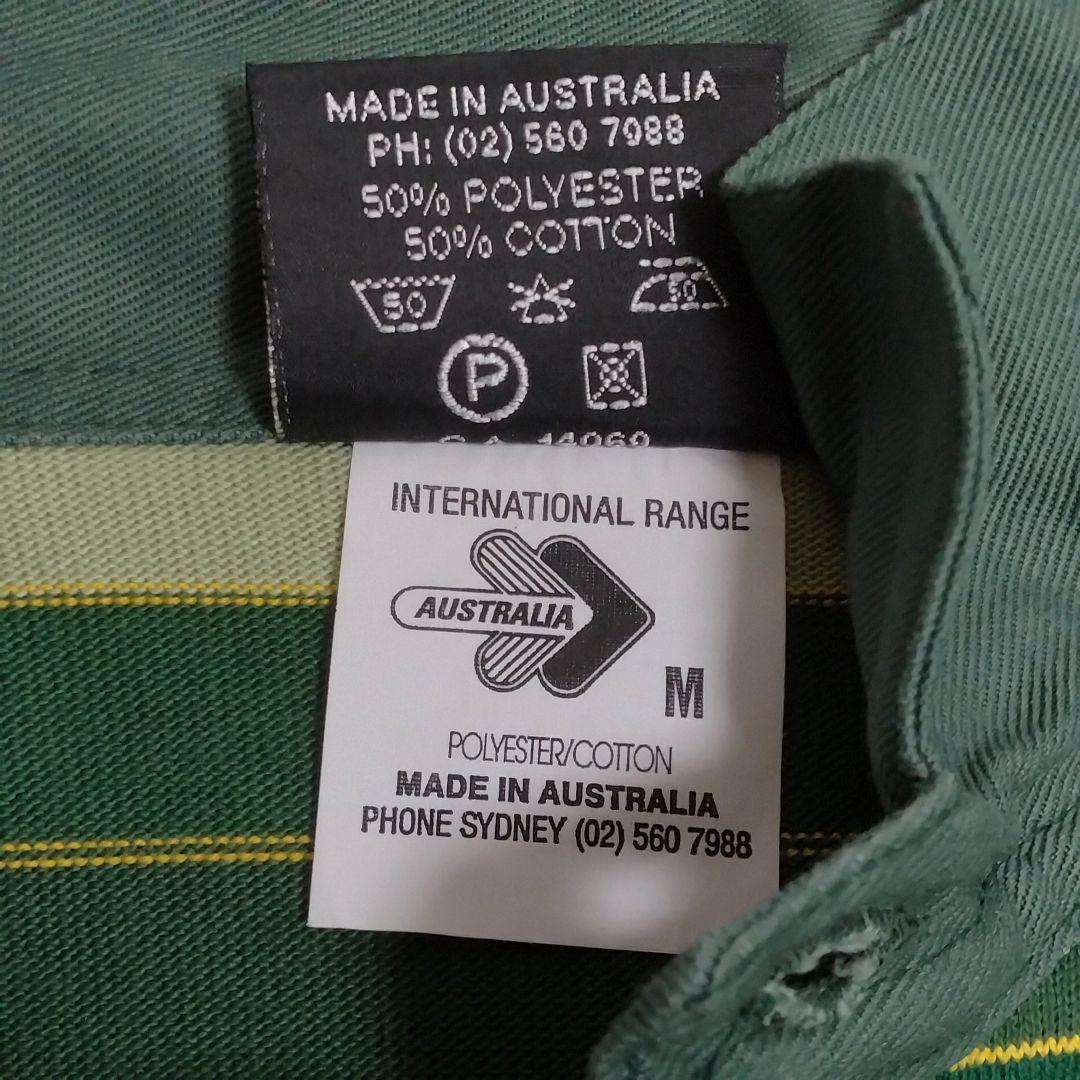 MADE IN AUSTRALIA
PH: (02) 560 7988
50% POLYESTER
50% COTTON
50 50
P
INTERNATIONAL RANGE
AUSTRALIA
M
POLYESTER/COTTON
MADE IN AUSTRALIA
PHONE SYDNEY (02) 560 7988